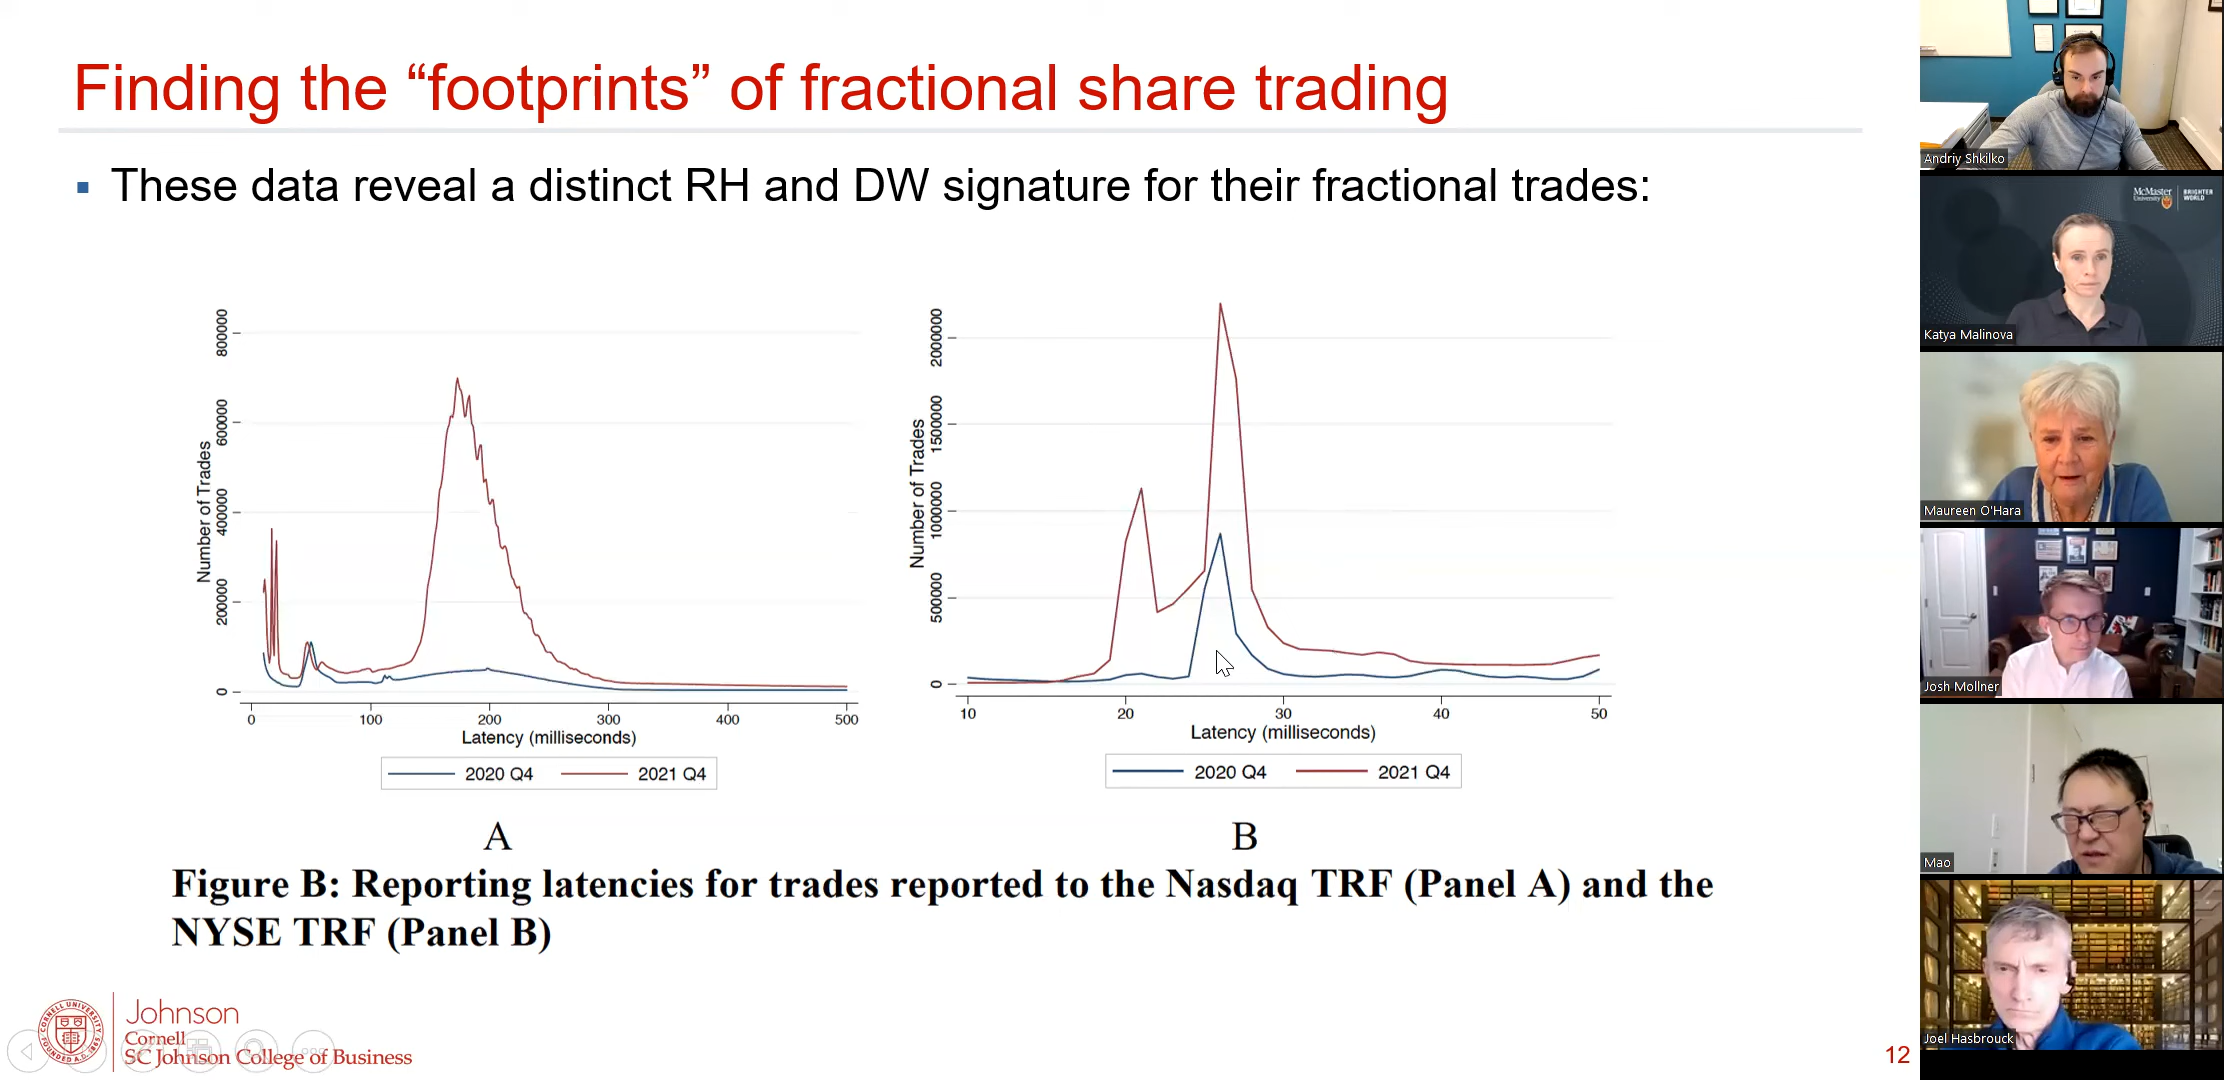 Finding the “footprints” of fractional share trading
▪ These data reveal a distinct RH and DW signature for their fractional trades:
Number of Trades
800000
600000
400000
200000
0
0 100 200 300 400 500
Latency (milliseconds)
2020 Q4 2021 Q4
Number of Trades
2000000
1500000
1000000
500000
0
10 20 30 40 50
Latency (milliseconds)
2020 Q4 2021 Q4
A
B
Figure B: Reporting latencies for trades reported to the Nasdaq TRF (Panel A) and the
NYSE TRF (Panel B)
Johnson
Cornell
SC Johnson College of Business
12
Andriy Shkilko
McMaster
University
BRIGHTER
WORLD
Katya Malinova
Maureen O'Hara
Josh Mollner
Mao
Joel Hasbrouck